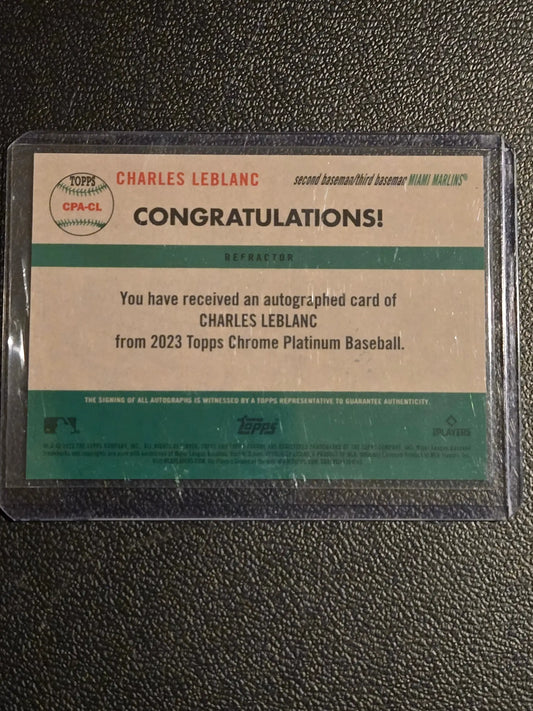 TOPPS
CPA-CL
CHARLES LEBLANC
second baseman/third baseman MIAMI MARLINS®
CONGRATULATIONS!
REFRACTOR
You have received an autographed card of
CHARLES LEBLANC
from 2023 Topps Chrome Platinum Baseball.
THE SIGNING OF ALL AUTOGRAPHS IS WITNESSED BY A TOPPS REPRESENTATIVE TO GUARANTEE AUTHENTICITY.
Topps
PLAYERS